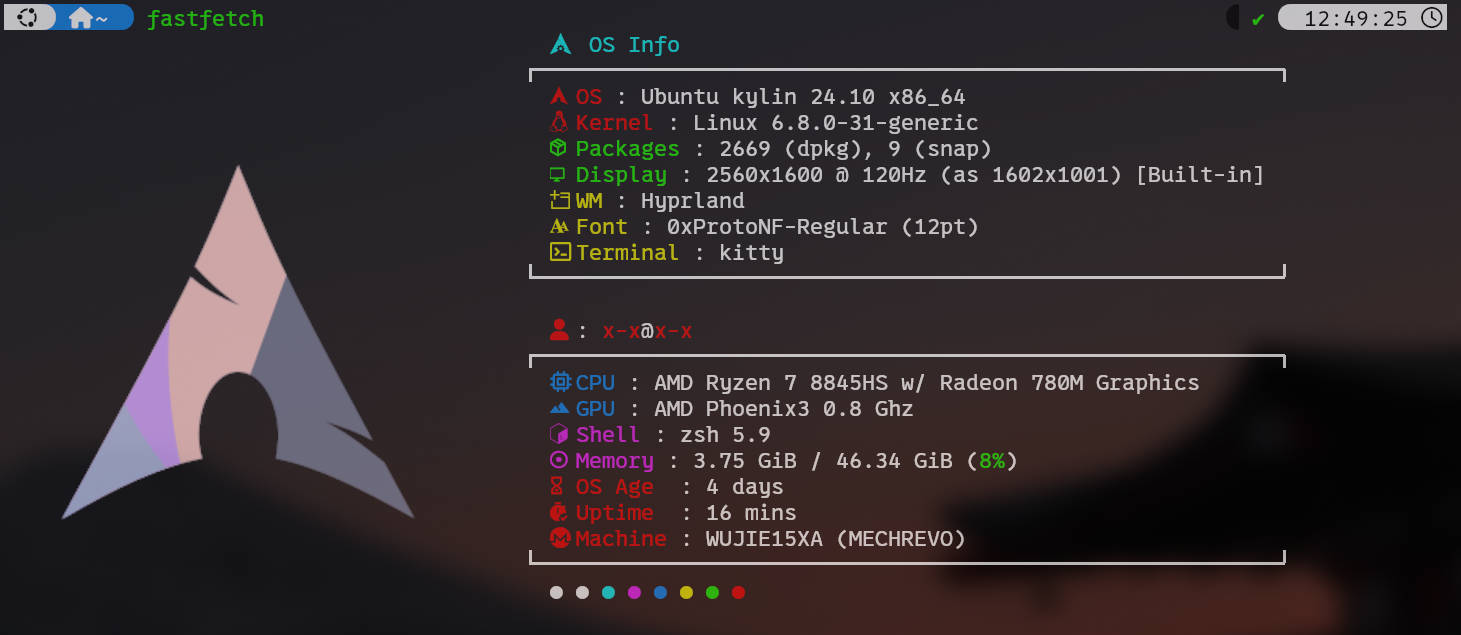 ~ fastfetch ✔ 12:49:25
OS Info
OS : Ubuntu kylin 24.10 x86_64
Kernel : Linux 6.8.0-31-generic
Packages : 2669 (dpkg), 9 (snap)
Display : 2560x1600 @ 120Hz (as 1602x1001) [Built-in]
WM : Hyprland
Font : 0xProtoNF-Regular (12pt)
Terminal : kitty
: x-x@x-x
CPU : AMD Ryzen 7 8845HS w/ Radeon 780M Graphics
GPU : AMD Phoenix3 0.8 Ghz
Shell : zsh 5.9
Memory : 3.75 GiB / 46.34 GiB (8%)
OS Age : 4 days
Uptime : 16 mins
Machine : WUJIE15XA (MECHREVO)